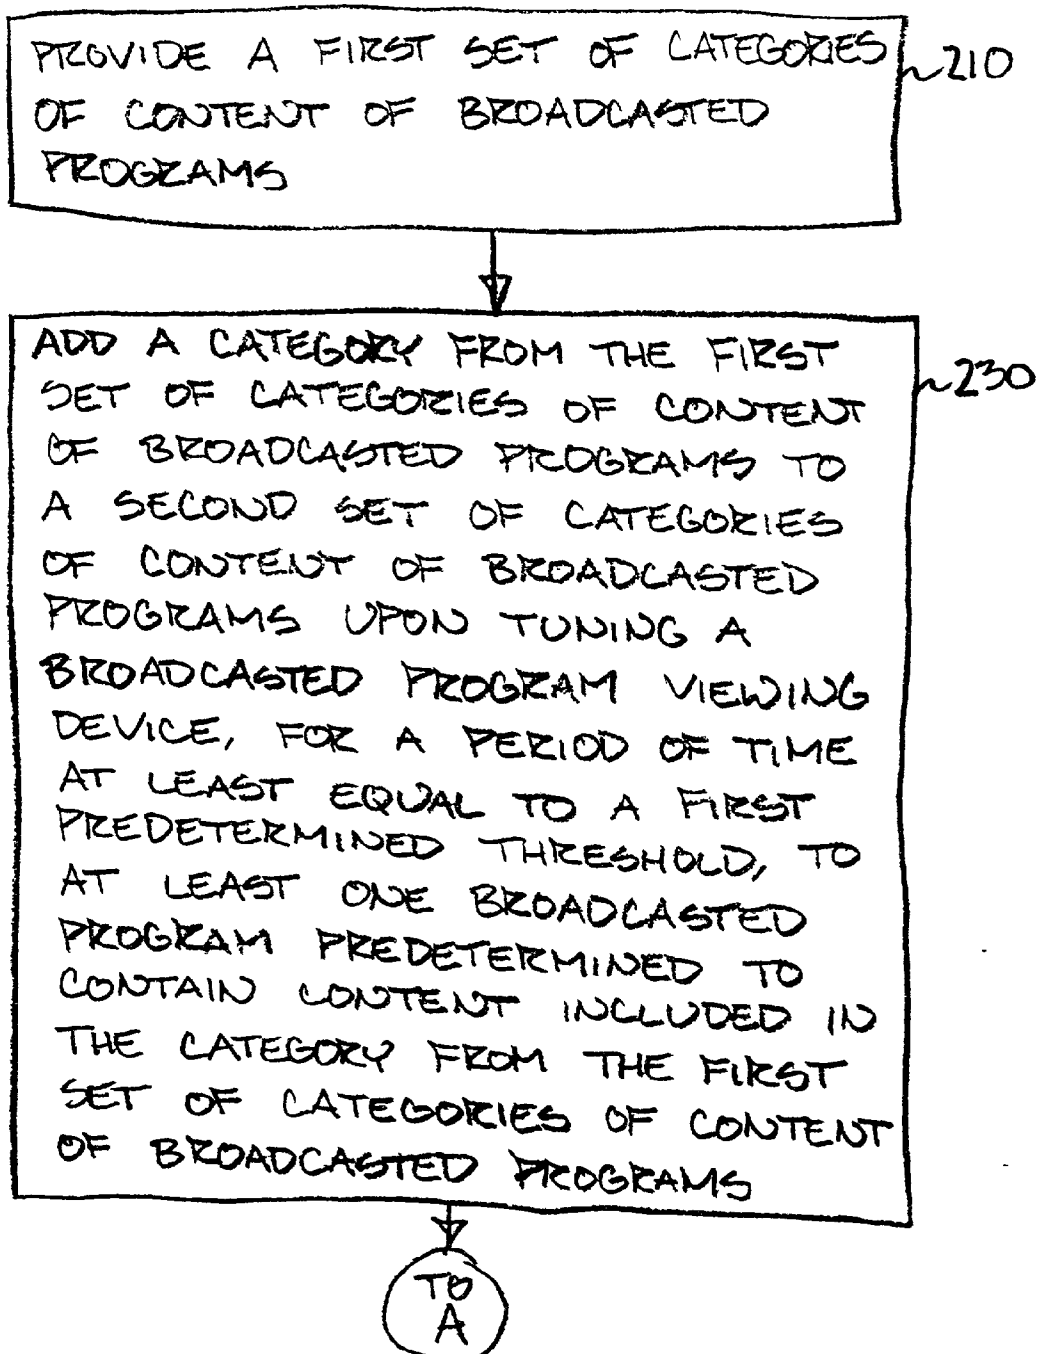 PROVIDE A FIRST SET OF CATEGORIES
210
OF CONTENT OF BROADCASTED
PROGRAMS
ADD A CATEGORY FROM THE FIRST
230
SET OF CATEGORIES OF CONTENT
OF BROADCASTED PROGRAMS TO
A SECOND SET OF CATEGORIES
OF CONTENT OF BROADCASTED
PROGRAMS UPON TUNING A
BROADCASTED PROGRAM VIEWING
DEVICE, FOR A PERIOD OF TIME
AT LEAST EQUAL TO A FIRST
PREDETERMINED THRESHOLD, TO
AT LEAST ONE BROADCASTED
PROGRAM PREDETERMINED TO
CONTAIN CONTENT INCLUDED IN
THE CATEGORY FROM THE FIRST
SET OF CATEGORIES OF CONTENT
OF BROADCASTED PROGRAMS
TO
A